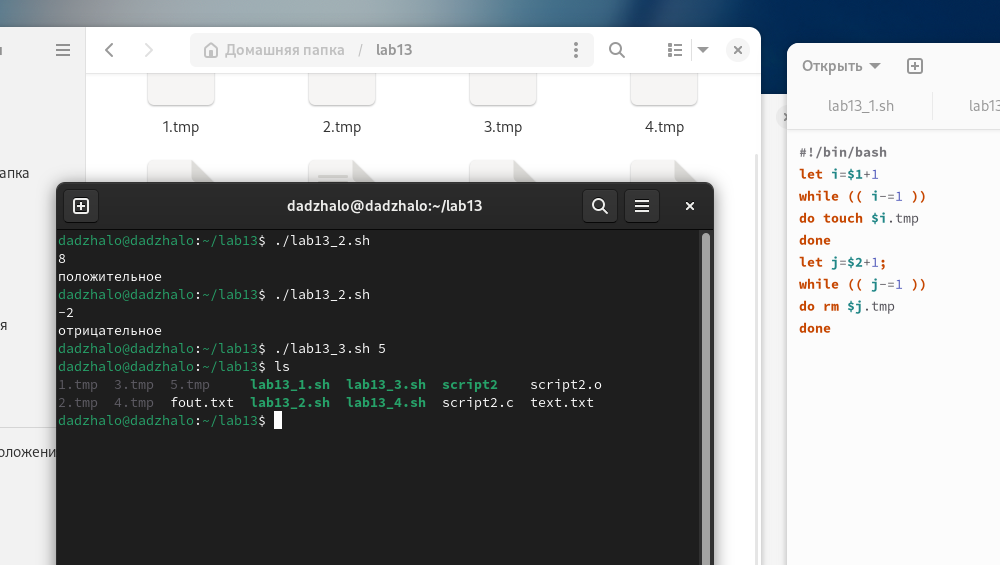 Домашняя папка / lab13
1.tmp 2.tmp 3.tmp 4.tmp
апка
я
оложени
dadzhalo@dadzhalo:~/lab13
dadzhalo@dadzhalo:~/lab13$ ./lab13_2.sh
8
положительное
dadzhalo@dadzhalo:~/lab13$ ./lab13_2.sh
-2
отрицательное
dadzhalo@dadzhalo:~/lab13$ ./lab13_3.sh 5
dadzhalo@dadzhalo:~/lab13$ ls
1.tmp 3.tmp 5.tmp lab13_1.sh lab13_3.sh script2 script2.o
2.tmp 4.tmp fout.txt lab13_2.sh lab13_4.sh script2.c text.txt
dadzhalo@dadzhalo:~/lab13$
Открыть
lab13_1.sh lab13
#!/bin/bash
let i=$1+1
while (( i-=1 ))
do touch $i.tmp
done
let j=$2+1;
while (( j-=1 ))
do rm $j.tmp
done